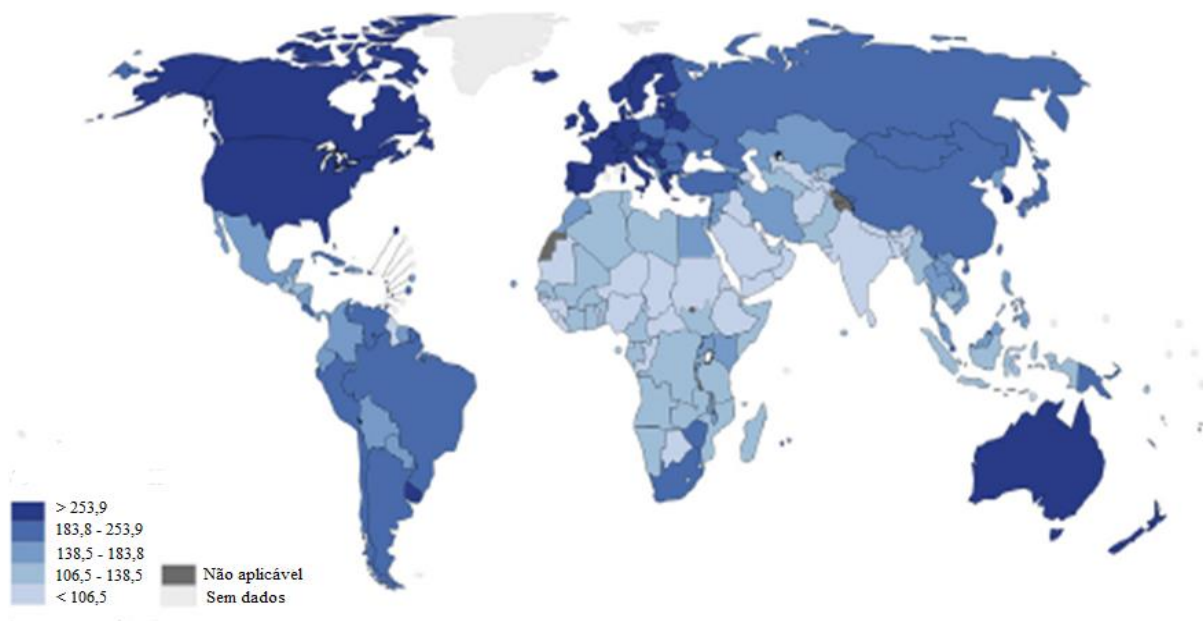 > 253,9
183,8 - 253,9
138,5 - 183,8
106,5 - 138,5
< 106,5
Não aplicável
Sem dados